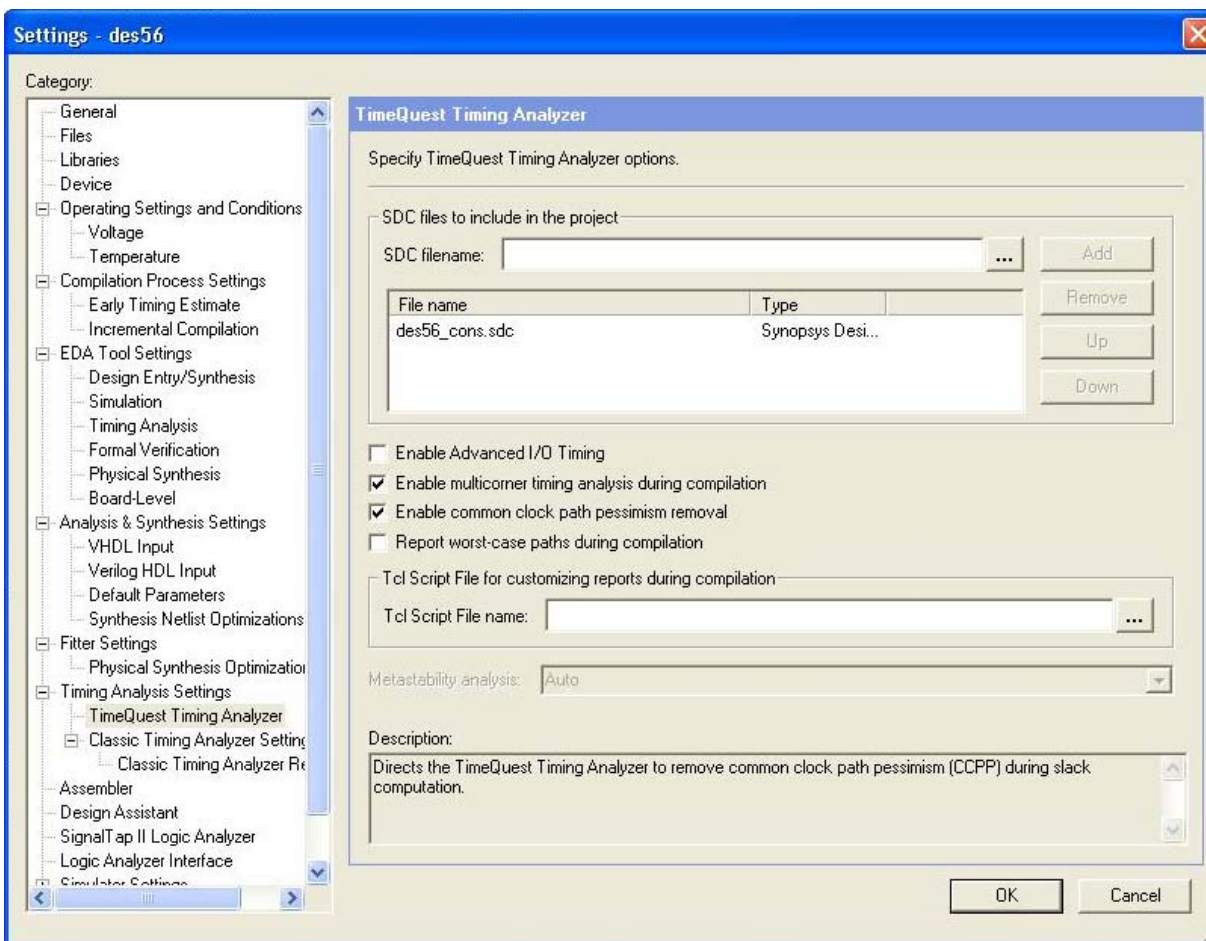 Settings - des56
Category:
General
Files
Libraries
Device
Operating Settings and Conditions
Voltage
Temperature
Compilation Process Settings
Early Timing Estimate
Incremental Compilation
EDA Tool Settings
Design Entry/Synthesis
Simulation
Timing Analysis
Formal Verification
Physical Synthesis
Board-Level
Analysis & Synthesis Settings
VHDL Input
Verilog HDL Input
Default Parameters
Synthesis Netlist Optimizations
Fitter Settings
Physical Synthesis Optimization
Timing Analysis Settings
TimeQuest Timing Analyzer
Classic Timing Analyzer Setting
Classic Timing Analyzer Re
Assembler
Design Assistant
SignalTap II Logic Analyzer
Logic Analyzer Interface
Simulator Settings
TimeQuest Timing Analyzer
Specify TimeQuest Timing Analyzer options.
SDC files to include in the project
SDC filename:
...
Add
File name Type
Remove
des56_cons.sdc Synopsys Desi...
Up
Down
Enable Advanced I/O Timing
Enable multicorner timing analysis during compilation
Enable common clock path pessimism removal
Report worst-case paths during compilation
Tcl Script File for customizing reports during compilation
Tcl Script File name:
...
Metastability analysis: Auto
Description:
Directs the TimeQuest Timing Analyzer to remove common clock path pessimism (CCPP) during slack
computation.
OK Cancel